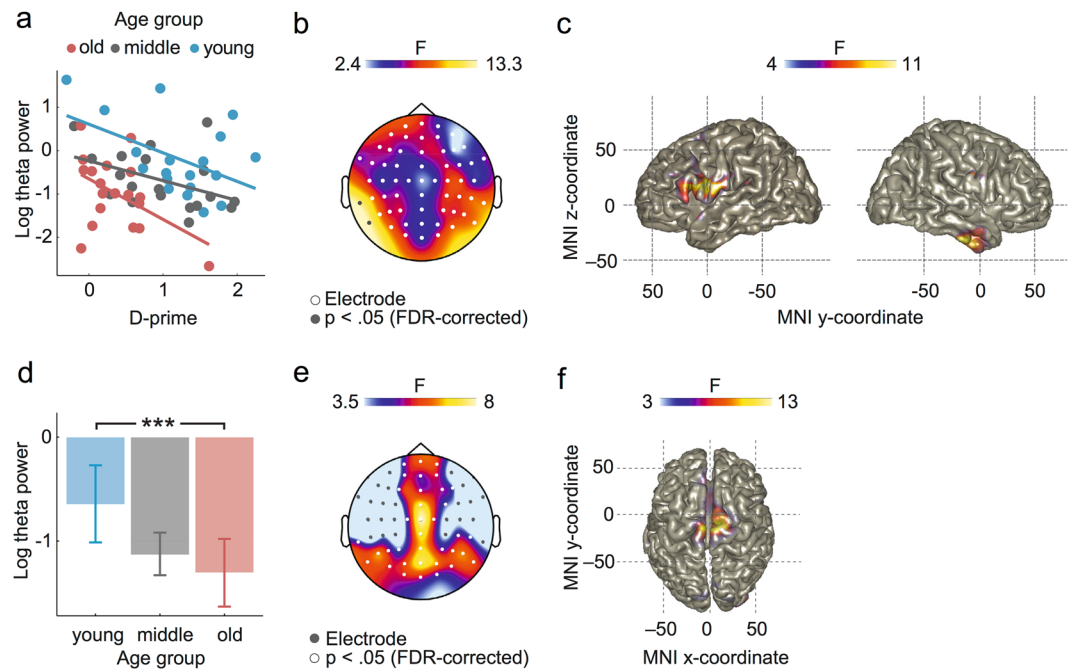 a
Age group
old middle young
Log theta power
1
0
-1
-2
0 1 2
D-prime
b
F
2.4 13.3
Electrode
p < .05 (FDR-corrected)
c
F
4 11
MNI z-coordinate
50
0
−50
50 0 -50
−50 0 50
MNI y-coordinate
d
***
Log theta power
0
-1
young middle old
Age group
e
F
3.5 8
Electrode
p < .05 (FDR-corrected)
f
F
3 13
MNI y-coordinate
50
0
−50
−50 0 50
MNI x-coordinate